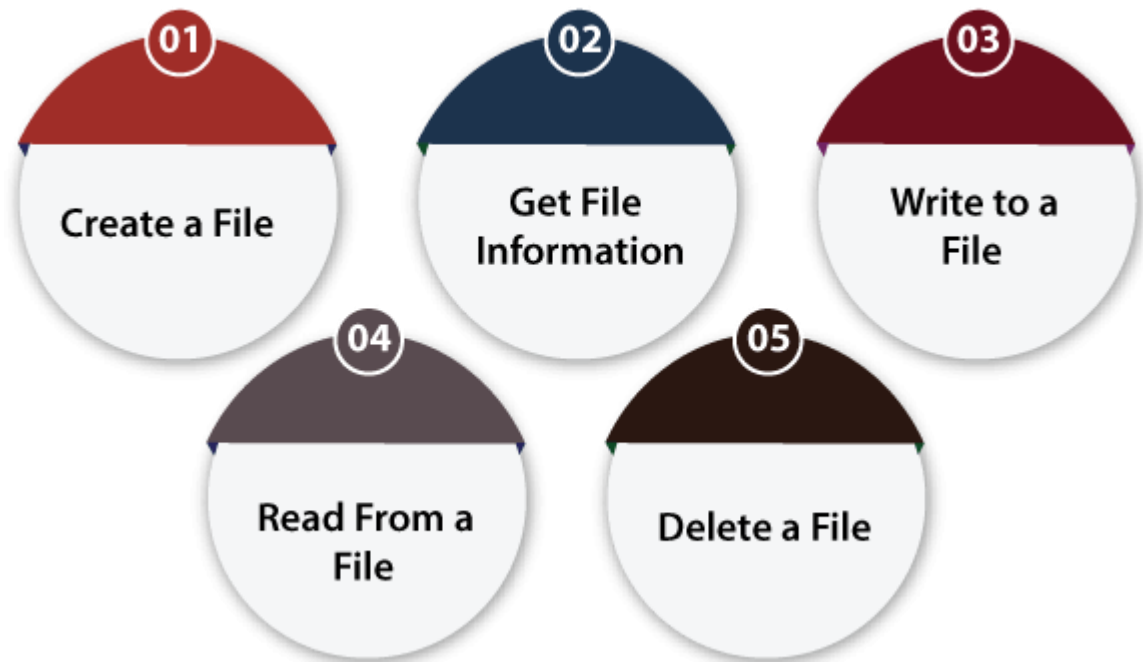 01
Create a File
02
Get File
Information
03
Write to a
File
04
Read From a
File
05
Delete a File